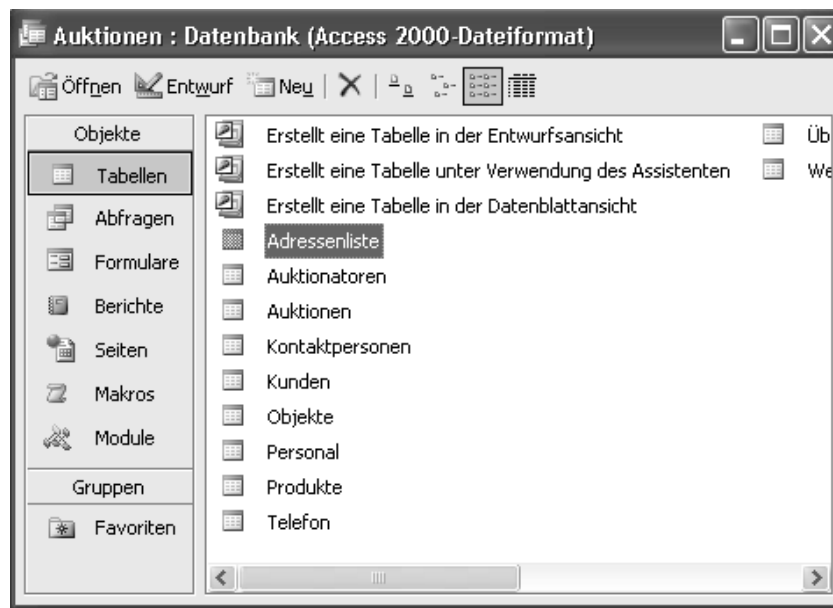 Auktionen : Datenbank (Access 2000-Dateiformat)
Öffnen Entwurf Neu
Objekte
Tabellen
Abfragen
Formulare
Berichte
Seiten
Makros
Module
Gruppen
Favoriten
Erstellt eine Tabelle in der Entwurfsansicht
Erstellt eine Tabelle unter Verwendung des Assistenten
Erstellt eine Tabelle in der Datenblattansicht
Adressenliste
Auktionatoren
Auktionen
Kontaktpersonen
Kunden
Objekte
Personal
Produkte
Telefon
Üb
We